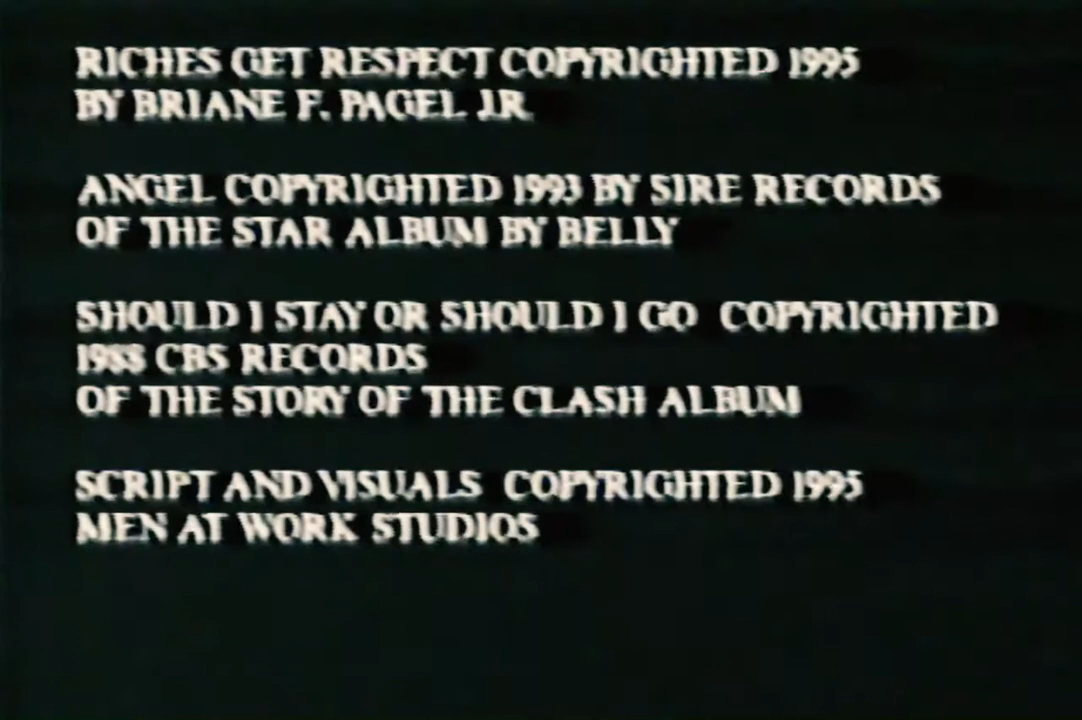 RICHES GET RESPECT COPYRIGHTED 1995
BY BRIANE F. PAGEL JR
ANGEL COPYRIGHTED 1993 BY SIRE RECORDS
OF THE STAR ALBUM BY BELLY
SHOULD I STAY OR SHOULD I GO COPYRIGHTED
1988 CBS RECORDS
OF THE STORY OF THE CLASH ALBUM
SCRIPT AND VISUALS COPYRIGHTED 1995
MEN AT WORK STUDIOS